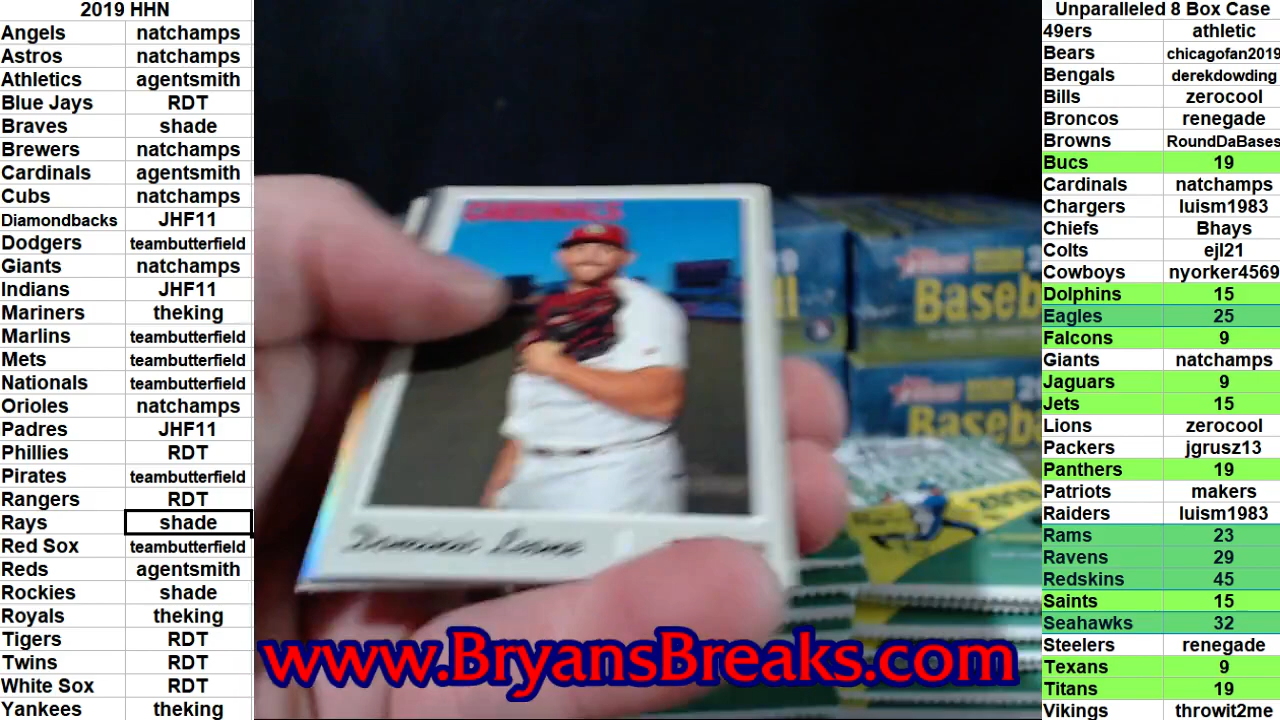 2019 HHN
Angels natchamps
Astros natchamps
Athletics agentsmith
Blue Jays RDT
Braves shade
Brewers natchamps
Cardinals agentsmith
Cubs natchamps
Diamondbacks JHF11
Dodgers teambutterfield
Giants natchamps
Indians JHF11
Mariners theking
Marlins teambutterfield
Mets teambutterfield
Nationals teambutterfield
Orioles natchamps
Padres JHF11
Phillies RDT
Pirates teambutterfield
Rangers RDT
Rays shade
Red Sox teambutterfield
Reds agentsmith
Rockies shade
Royals theking
Tigers RDT
Twins RDT
White Sox RDT
Yankees theking
CARDINALS
Dominic
Baseb
Baseb
www.BryansBreaks.com
Unparalleled 8 Box Case
49ers athletic
Bears chicagofan2019
Bengals derekdowding
Bills zerocool
Broncos renegade
Browns RoundDaBases
Bucs 19
Cardinals natchamps
Chargers luism1983
Chiefs Bhays
Colts ejl21
Cowboys nyorker4569
Dolphins 15
Eagles 25
Falcons 9
Giants natchamps
Jaguars 9
Jets 15
Lions zerocool
Packers jgrusz13
Panthers 19
Patriots makers
Raiders luism1983
Rams 23
Ravens 29
Redskins 45
Saints 15
Seahawks 32
Steelers renegade
Texans 9
Titans 19
Vikings throwit2me